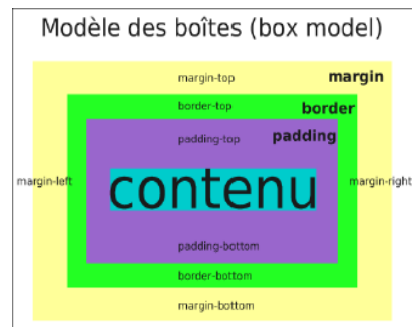 Modèle des boîtes (box model)
margin-top
margin
border-top
border
padding-top
padding
margin-left
contenu
margin-right
padding-bottom
border-bottom
margin-bottom